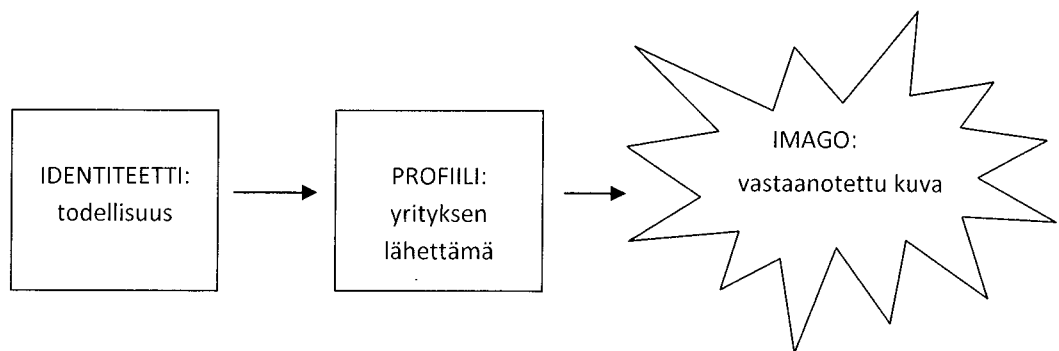 IDENTITEETTI:
todellisuus
PROFIILI:
yrityksen
lähettämä
IMAGO:
vastaanotettu kuva